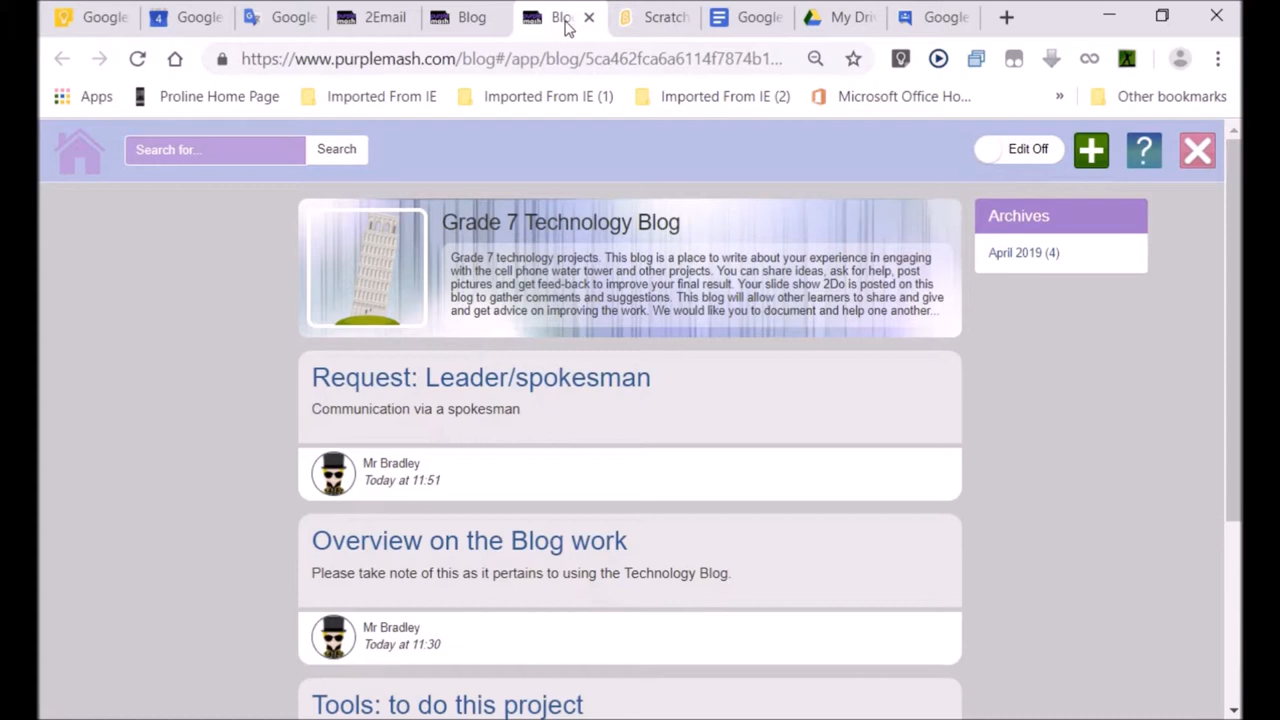 Google
4 Google
Google
purple mash 2Email
purple mash Blog
purple mash Blo
Scratch
Google
My Dri
Google
https://www.purplemash.com/blog#/app/blog/5ca462fca6a6114f7874b1...
Apps
Proline Home Page
Imported From IE
Imported From IE (1)
Imported From IE (2)
Microsoft Office Ho...
»
Other bookmarks
Search for...
Search
Edit Off
?
Grade 7 Technology Blog
Grade 7 technology projects. This blog is a place to write about your experience in engaging
with the cell phone water tower and other projects. You can share ideas, ask for help, post
pictures and get feed-back to improve your final result. Your slide show 2Do is posted on this
blog to gather comments and suggestions. This blog will allow other learners to share and give
and get advice on improving the work. We would like you to document and help one another...
Archives
April 2019 (4)
Request: Leader/spokesman
Communication via a spokesman
Mr Bradley
Today at 11:51
Overview on the Blog work
Please take note of this as it pertains to using the Technology Blog.
Mr Bradley
Today at 11:30
Tools: to do this project